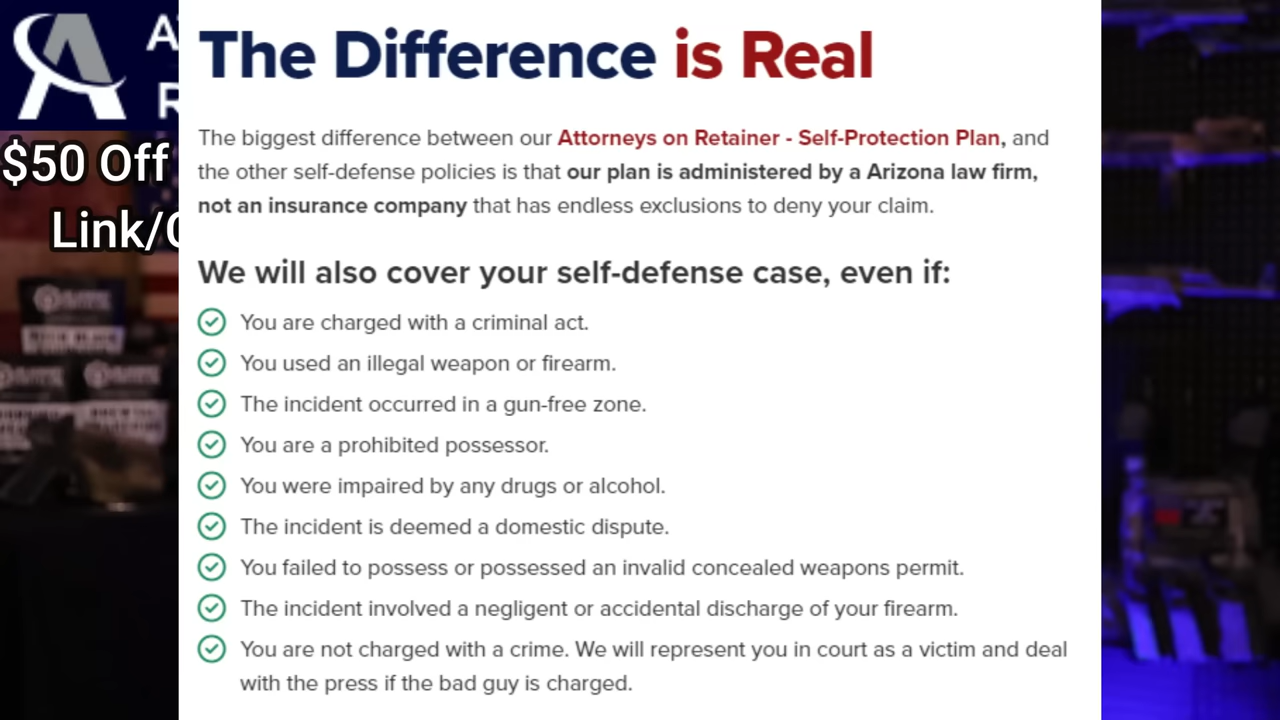 The Difference is Real
The biggest difference between our Attorneys on Retainer - Self-Protection Plan, and
the other self-defense policies is that our plan is administered by a Arizona law firm,
not an insurance company that has endless exclusions to deny your claim.
We will also cover your self-defense case, even if:
You are charged with a criminal act.
You used an illegal weapon or firearm.
The incident occurred in a gun-free zone.
You are a prohibited possessor.
You were impaired by any drugs or alcohol.
The incident is deemed a domestic dispute.
You failed to possess or possessed an invalid concealed weapons permit.
The incident involved a negligent or accidental discharge of your firearm.
You are not charged with a crime. We will represent you in court as a victim and deal
with the press if the bad guy is charged.
$50 Off
Link/